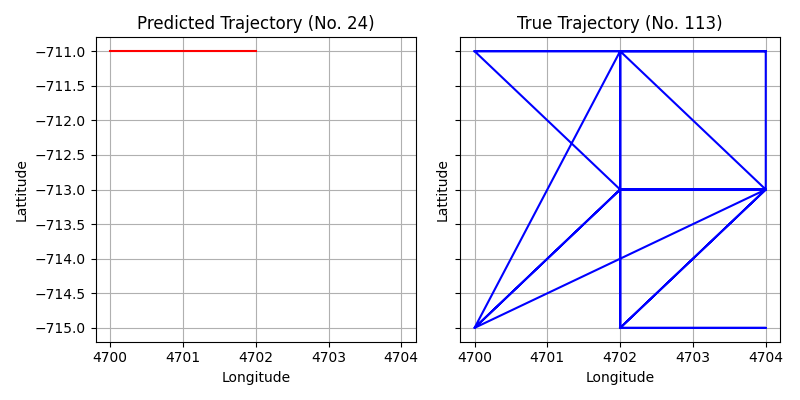 Predicted Trajectory (No. 24)
−711.0
−711.5
−712.0
−712.5
−713.0
−713.5
−714.0
−714.5
−715.0
Lattitude
4700 4701 4702 4703 4704
Longitude
True Trajectory (No. 113)
Lattitude
4700 4701 4702 4703 4704
Longitude